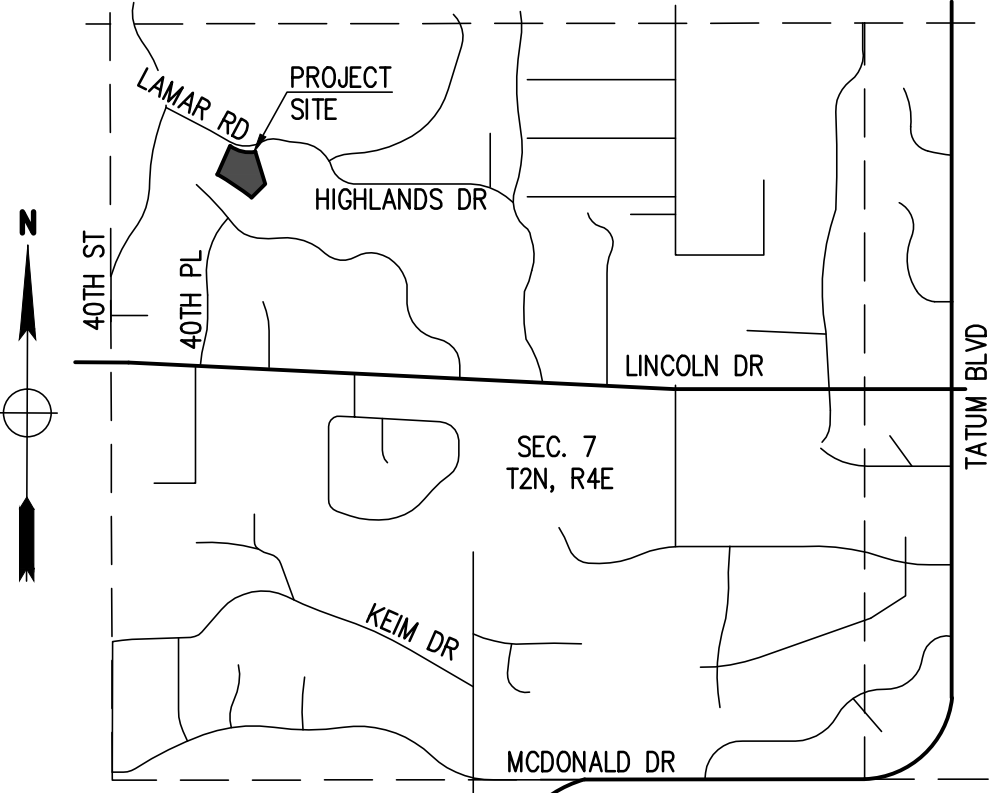 LAMAR RD
PROJECT
SITE
HIGHLANDS DR
N
40TH ST
40TH PL
LINCOLN DR
TATUM BLVD
SEC. 7
T2N, R4E
KEIM DR
MCDONALD DR